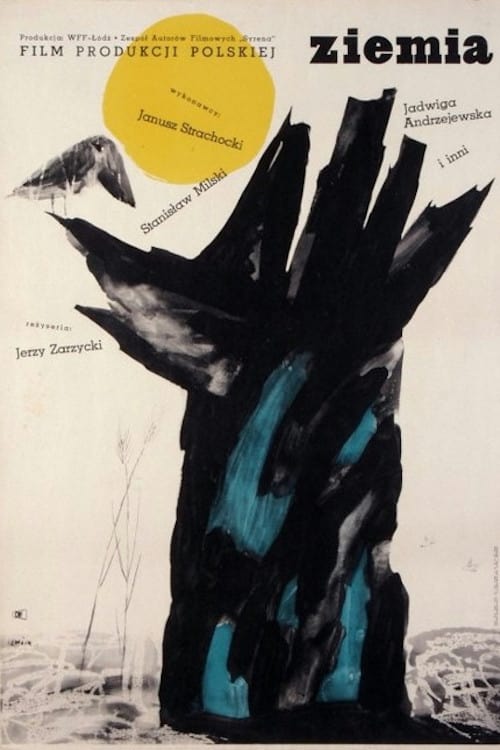 Produkcja: WFF-Łódź • Zespół Autorów Filmowych „Syrena”
FILM PRODUKCJI POLSKIEJ
ziemia
wykonawcy:
Janusz Strachocki
Stanisław Milski
Jadwiga
Andrzejewska
i inni
reżyseria:
Jerzy Zarzycki